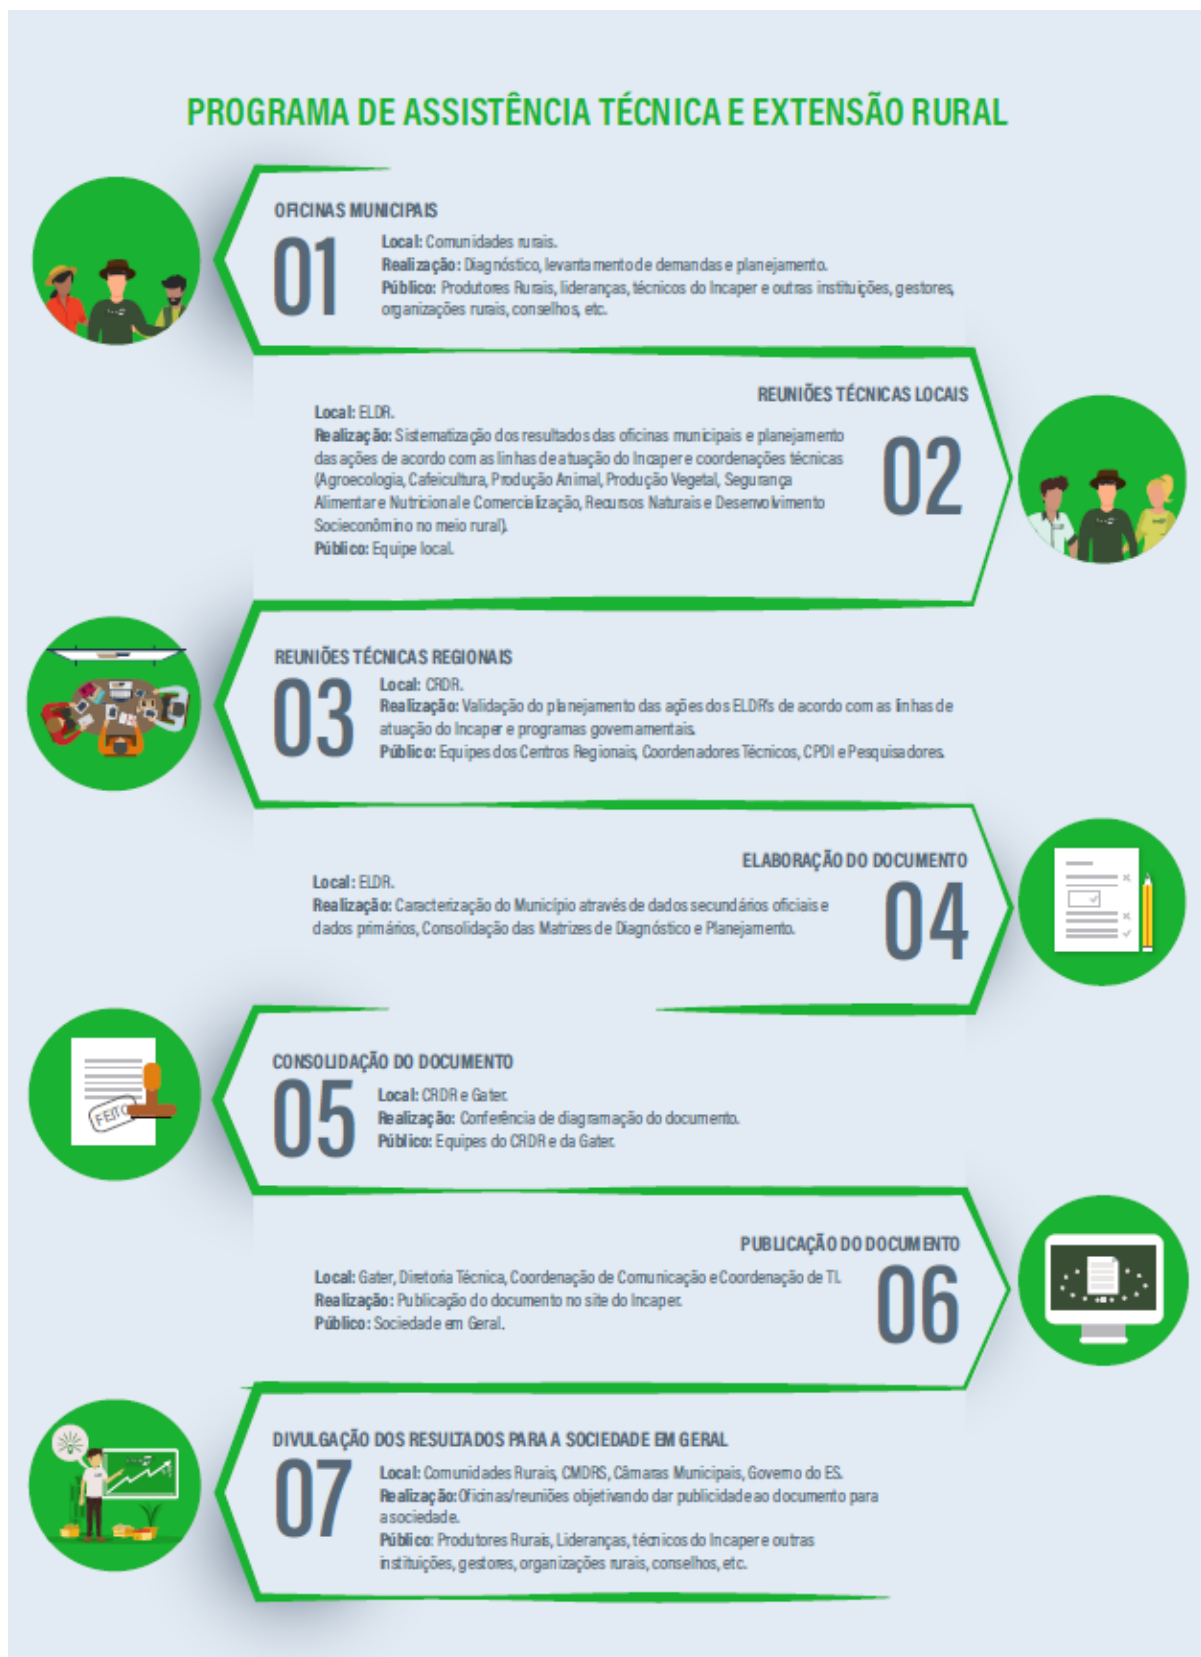 PROGRAMA DE ASSISTÊNCIA TÉCNICA E EXTENSÃO RURAL
OFICINAS MUNICIPAIS
01
Local: Comunidades rurais.
Realização: Diagnóstico, levantamento de demandas e planejamento.
Público: Produtores Rurais, lideranças, técnicos do Incaper e outras instituições, gestores,
organizações rurais, conselhos, etc.
REUNIÕES TÉCNICAS LOCAIS
02
Local: ELDR.
Realização: Sistematização dos resultados das oficinas municipais e planejamento
das ações de acordo com as linhas de atuação do Incaper e coordenações técnicas
(Agroecologia, Cafeicultura, Produção Animal, Produção Vegetal, Segurança
Alimentar e Nutricional e Comercialização, Recursos Naturais e Desenvolvimento
Socieconômino no meio rural).
Público: Equipe local.
REUNIÕES TÉCNICAS REGIONAIS
03
Local: CRDR.
Realização: Validação do planejamento das ações dos ELDR's de acordo com as linhas de
atuação do Incaper e programas governamentais.
Público: Equipes dos Centros Regionais, Coordenadores Técnicos, CPDI e Pesquisadores.
ELABORAÇÃO DO DOCUMENTO
04
Local: ELDR.
Realização: Caracterização do Município através de dados secundários oficiais e
dados primários, Consolidação das Matrizes de Diagnóstico e Planejamento.
CONSOLIDAÇÃO DO DOCUMENTO
05
Local: CRDR e Gater.
Realização: Conferência de diagramação do documento.
Público: Equipes do CRDR e da Gater.
FEITO
PUBLICAÇÃO DO DOCUMENTO
06
Local: Gater, Diretoria Técnica, Coordenação de Comunicação e Coordenação de TI.
Realização: Publicação do documento no site do Incaper.
Público: Sociedade em Geral.
DIVULGAÇÃO DOS RESULTADOS PARA A SOCIEDADE EM GERAL
07
Local: Comunidades Rurais, CMDRS, Câmaras Municipais, Governo do ES.
Realização: Oficinas/reuniões objetivando dar publicidade ao documento para
a sociedade.
Público: Produtores Rurais, Lideranças, técnicos do Incaper e outras
instituições, gestores, organizações rurais, conselhos, etc.